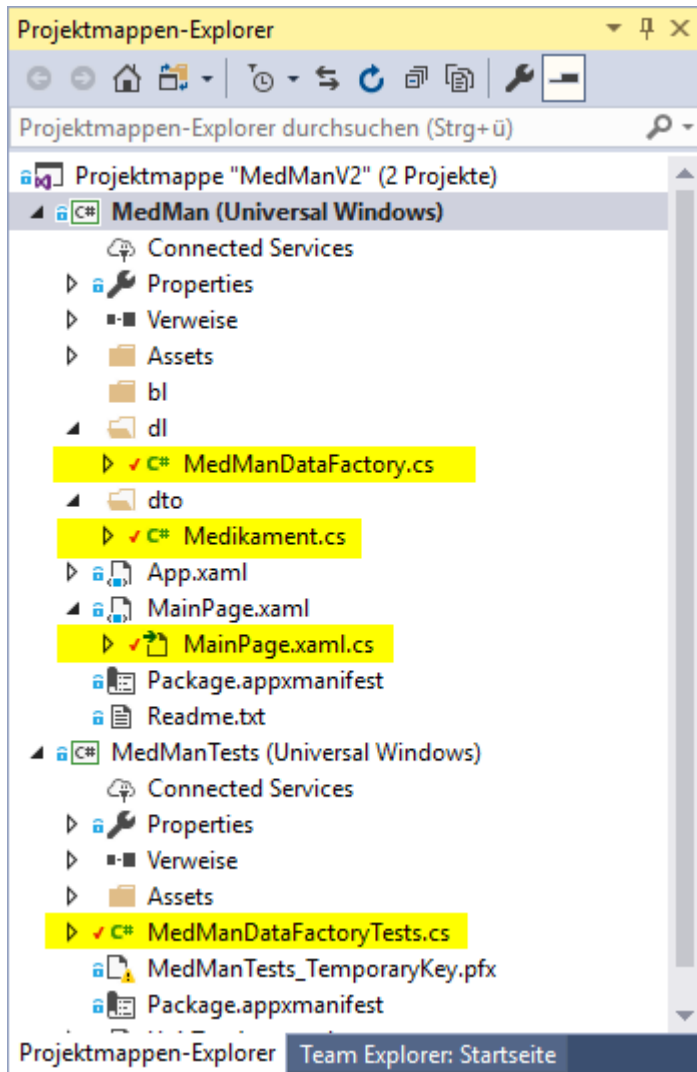 Projektmappen-Explorer
Projektmappen-Explorer durchsuchen (Strg+ü)
Projektmappe "MedManV2" (2 Projekte)
C# MedMan (Universal Windows)
Connected Services
Properties
Verweise
Assets
bl
dl
C# MedManDataFactory.cs
dto
C# Medikament.cs
App.xaml
MainPage.xaml
MainPage.xaml.cs
Package.appxmanifest
Readme.txt
C# MedManTests (Universal Windows)
Connected Services
Properties
Verweise
Assets
C# MedManDataFactoryTests.cs
MedManTests_TemporaryKey.pfx
Package.appxmanifest
Projektmappen-Explorer Team Explorer: Startseite